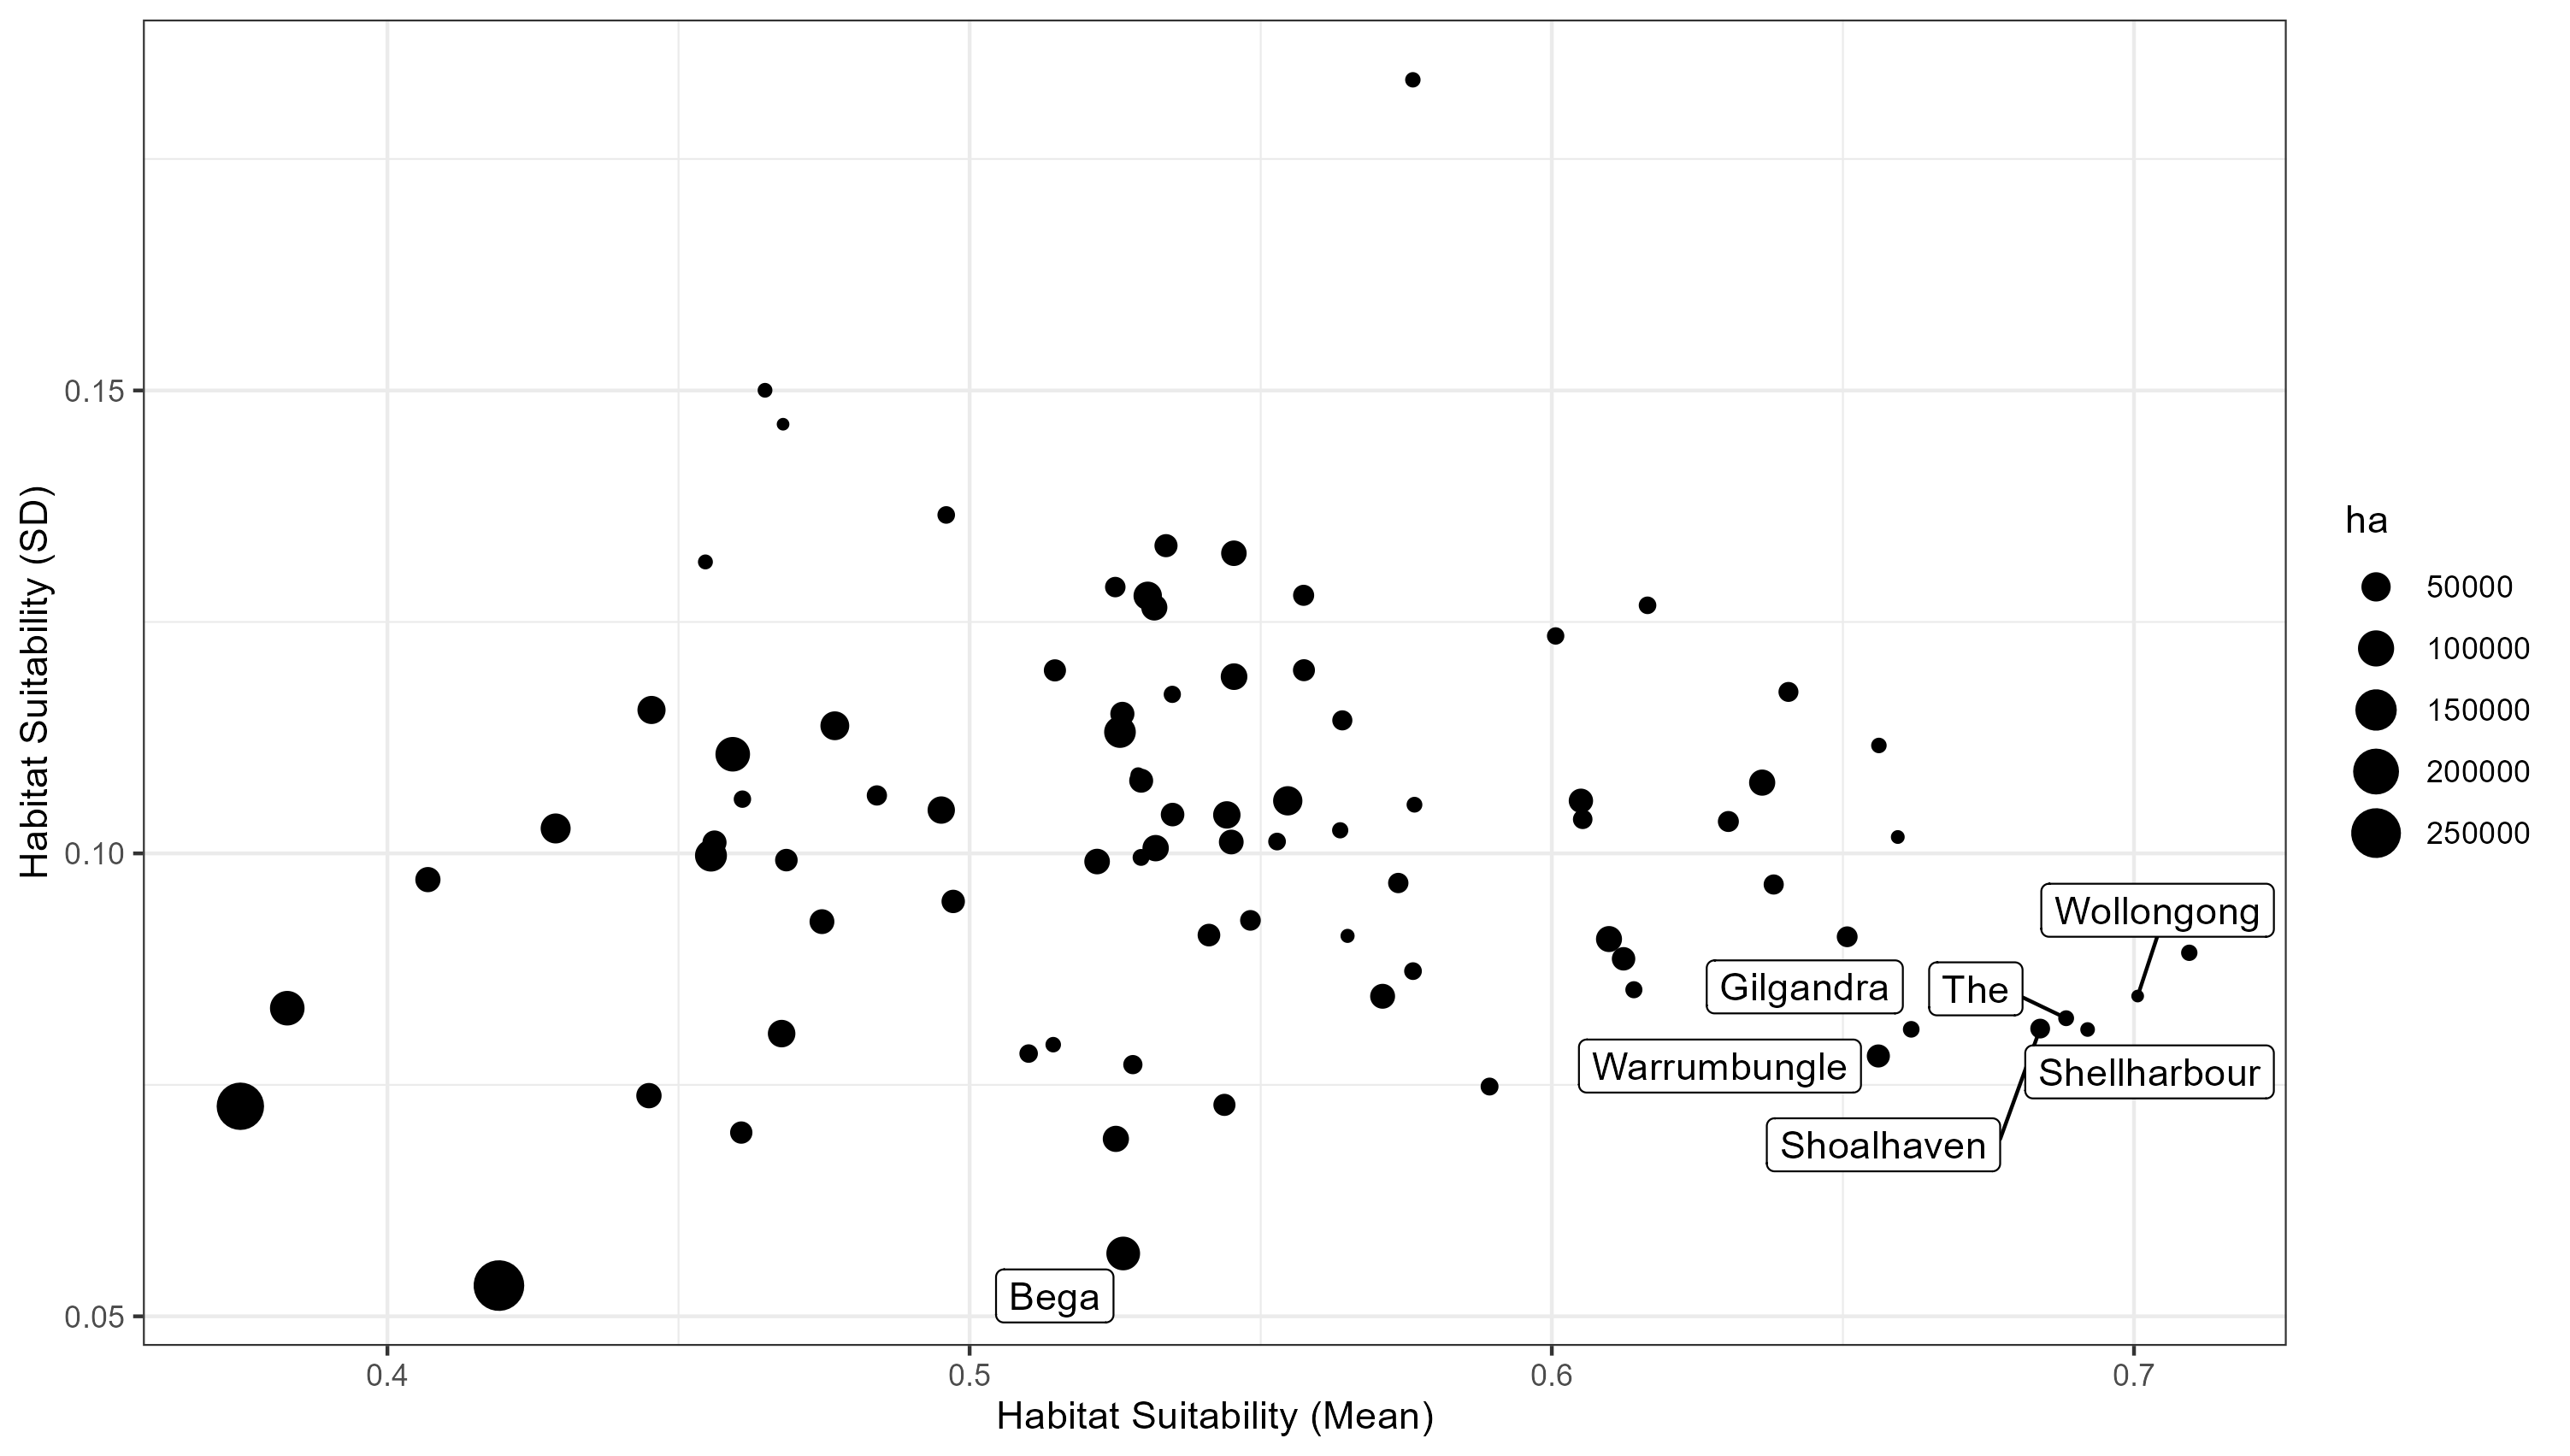 Habitat Suitability (SD)
0.15
0.10
0.05
Wollongong
Gilgandra
The
Warrumbungle
Shellharbour
Shoalhaven
Bega
0.4
0.5
0.6
0.7
Habitat Suitability (Mean)
ha
50000
100000
150000
200000
250000